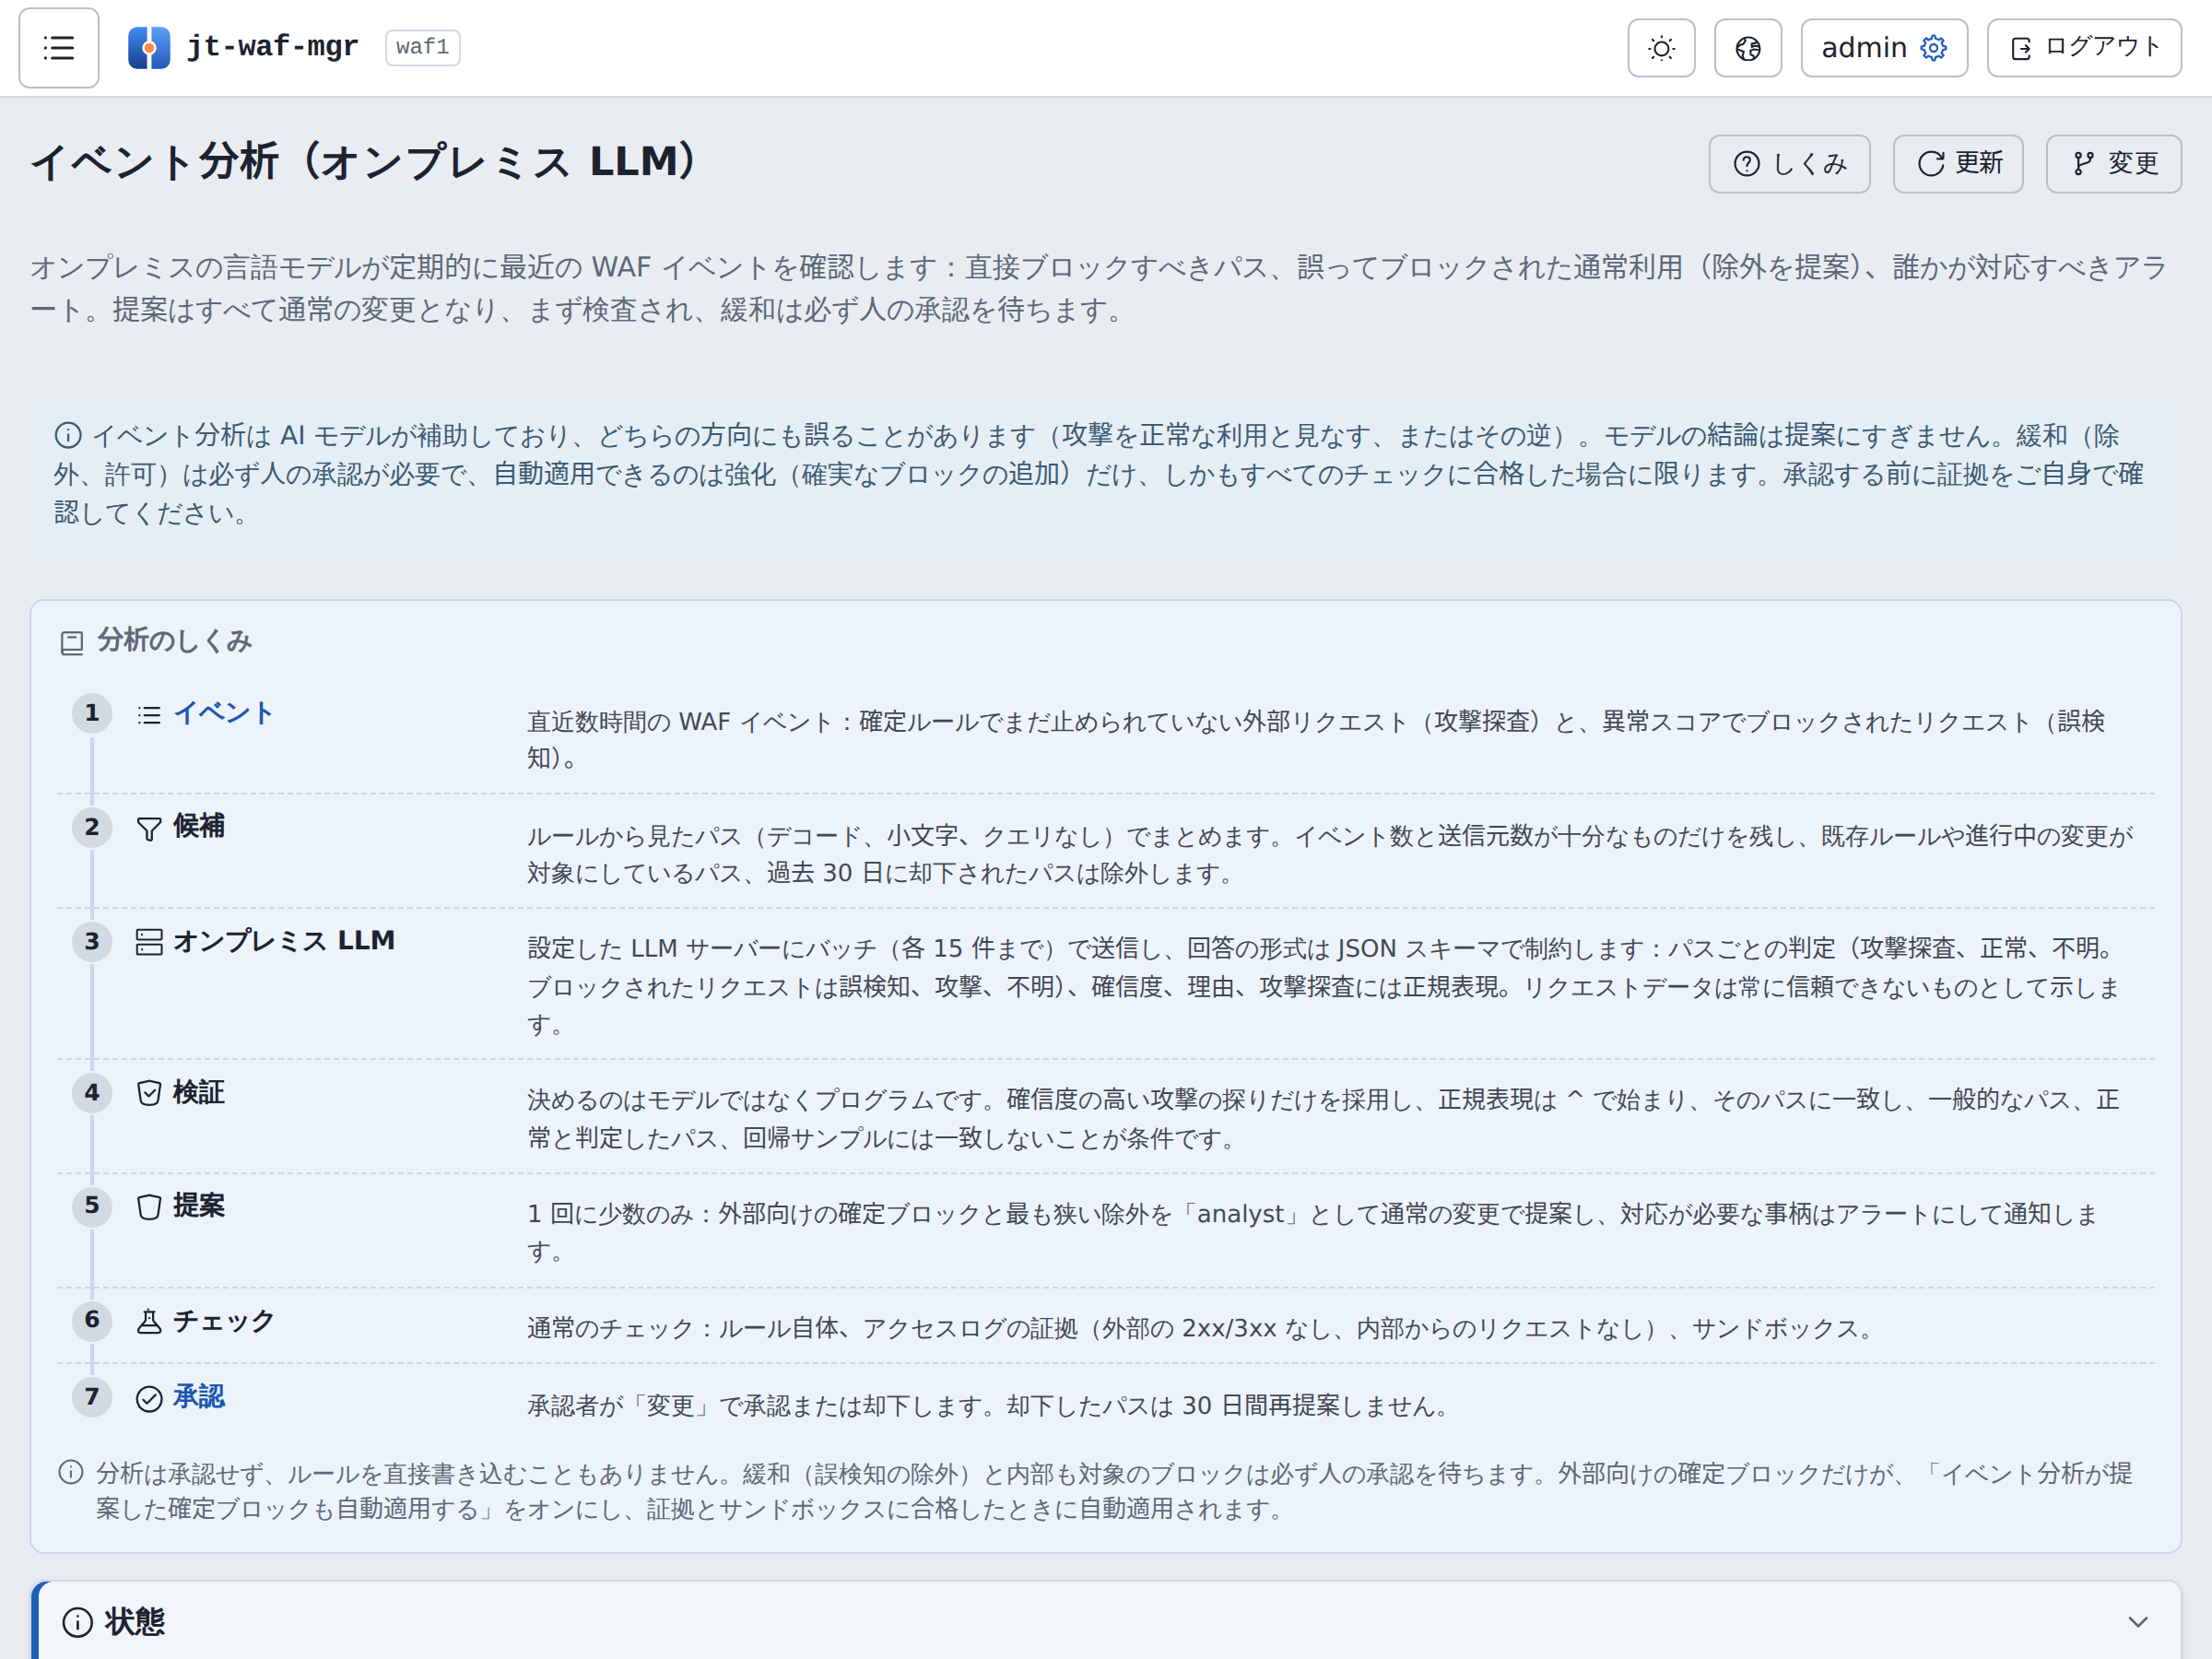 jt-waf-mgr waf1 admin ログアウト
イベント分析（オンプレミス LLM） しくみ 更新 変更
オンプレミスの言語モデルが定期的に最近の WAF イベントを確認します：直接ブロックすべきパス、誤ってブロックされた通常利用（除外を提案）、誰かが対応すべきアラ
ート。提案はすべて通常の変更となり、まず検査され、緩和は必ず人の承認を待ちます。
イベント分析は AI モデルが補助しており、どちらの方向にも誤ることがあります（攻撃を正常な利用と見なす、またはその逆）。モデルの結論は提案にすぎません。緩和（除
外、許可）は必ず人の承認が必要で、自動適用できるのは強化（確実なブロックの追加）だけ、しかもすべてのチェックに合格した場合に限ります。承認する前に証拠をご自身で確
認してください。
分析のしくみ
1 イベント 直近数時間の WAF イベント：確定ルールでまだ止められていない外部リクエスト（攻撃探査）と、異常スコアでブロックされたリクエスト（誤検
知）。
2 候補 ルールから見たパス（デコード、小文字、クエリなし）でまとめます。イベント数と送信元数が十分なものだけを残し、既存ルールや進行中の変更が
対象にしているパス、過去 30 日に却下されたパスは除外します。
3 オンプレミス LLM 設定した LLM サーバーにバッチ（各 15 件まで）で送信し、回答の形式は JSON スキーマで制約します：パスごとの判定（攻撃探査、正常、不明。
ブロックされたリクエストは誤検知、攻撃、不明）、確信度、理由、攻撃探査には正規表現。リクエストデータは常に信頼できないものとして示しま
す。
4 検証 決めるのはモデルではなくプログラムです。確信度の高い攻撃の探りだけを採用し、正規表現は ^ で始まり、そのパスに一致し、一般的なパス、正
常と判定したパス、回帰サンプルには一致しないことが条件です。
5 提案 1 回に少数のみ：外部向けの確定ブロックと最も狭い除外を「analyst」として通常の変更で提案し、対応が必要な事柄はアラートにして通知しま
す。
6 チェック 通常のチェック：ルール自体、アクセスログの証拠（外部の 2xx/3xx なし、内部からのリクエストなし）、サンドボックス。
7 承認 承認者が「変更」で承認または却下します。却下したパスは 30 日間再提案しません。
分析は承認せず、ルールを直接書き込むこともありません。緩和（誤検知の除外）と内部も対象のブロックは必ず人の承認を待ちます。外部向けの確定ブロックだけが、「イベント分析が提
案した確定ブロックも自動適用する」をオンにし、証拠とサンドボックスに合格したときに自動適用されます。
状態